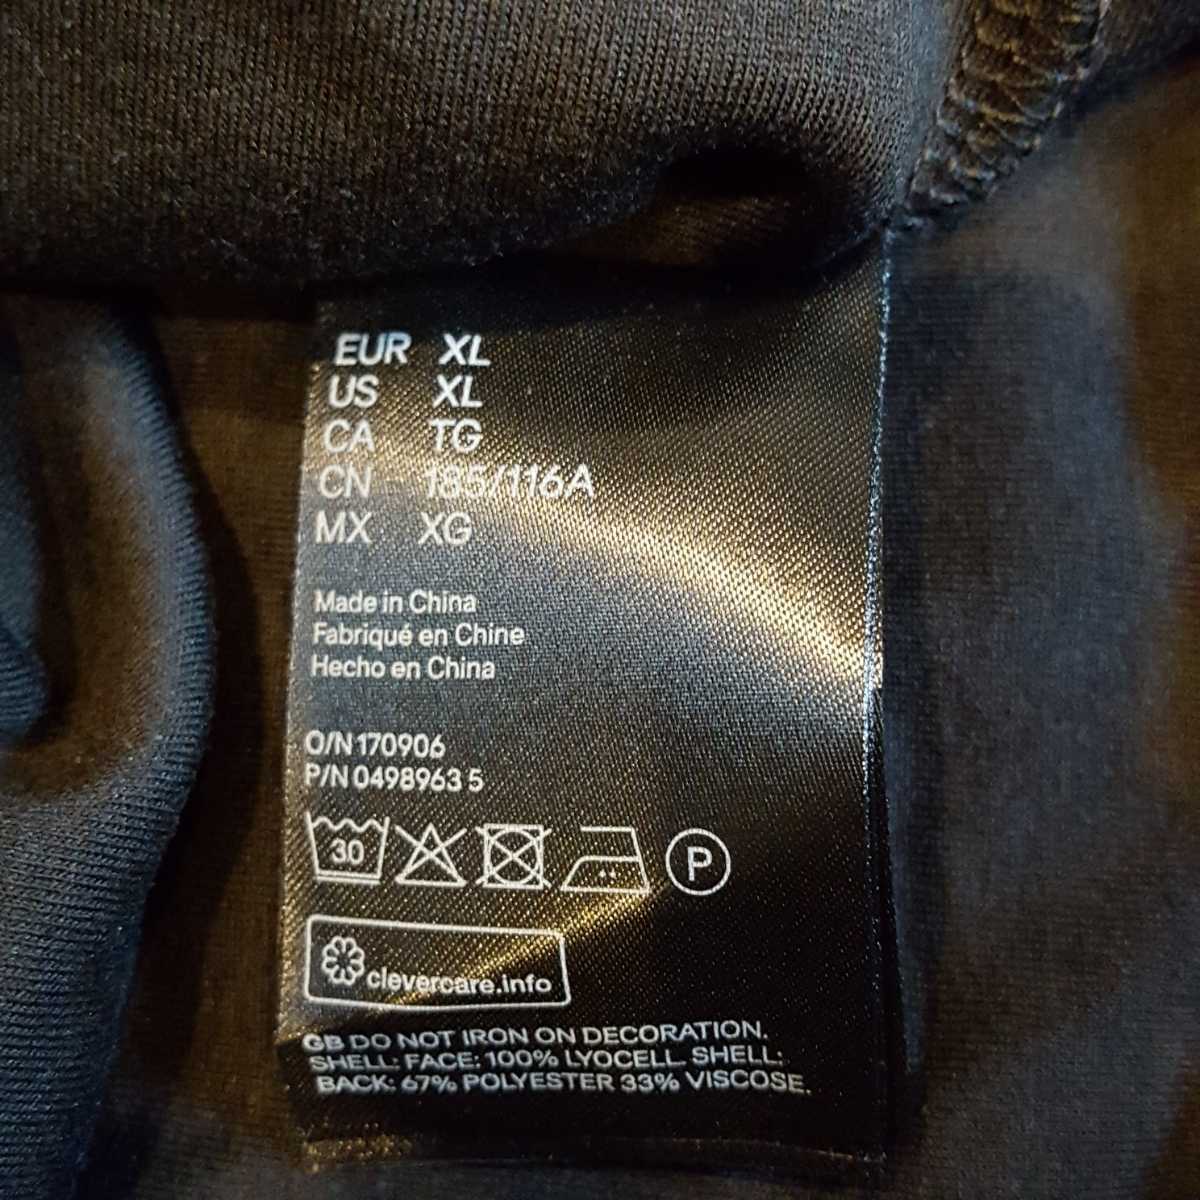 EUR XL
US XL
CA TG
CN 185/116A
MX XG
Made in China
Fabriqué en Chine
Hecho en China
O/N 170906
P/N 0498963 5
30
P
clevercare.info
GB DO NOT IRON ON DECORATION.
SHELL: FACE: 100% LYOCELL. SHELL:
BACK: 67% POLYESTER 33% VISCOSE.